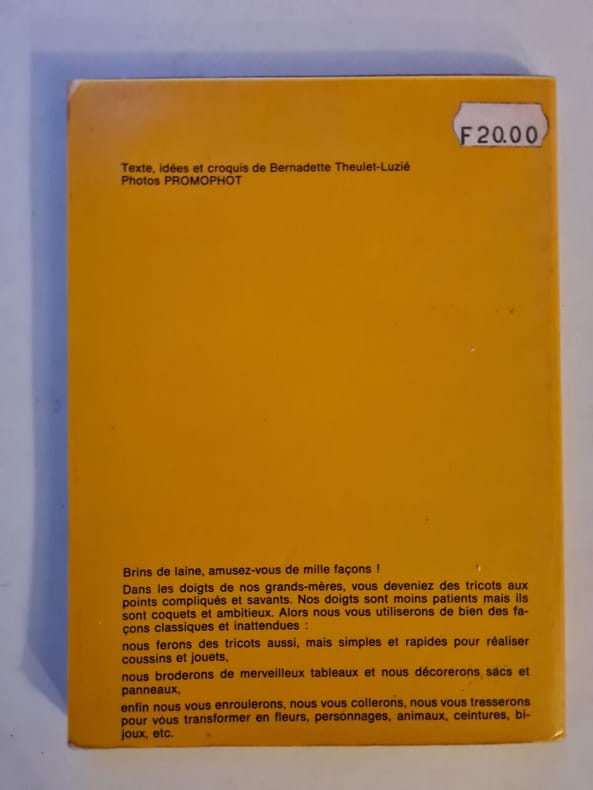 F20.00
Texte, idées et croquis de Bernadette Theulet-Luzié
Photos PROMOPHOT
Brins de laine, amusez-vous de mille façons !
Dans les doigts de nos grands-mères, vous deveniez des tricots aux
points compliqués et savants. Nos doigts sont moins patients mais ils
sont coquets et ambitieux. Alors nous vous utiliserons de bien des fa-
çons classiques et inattendues :
nous ferons des tricots aussi, mais simples et rapides pour réaliser
coussins et jouets,
nous broderons de merveilleux tableaux et nous décorerons sacs et
panneaux,
enfin nous vous enroulerons, nous vous collerons, nous vous tresserons
pour vous transformer en fleurs, personnages, animaux, ceintures, bi-
joux, etc.